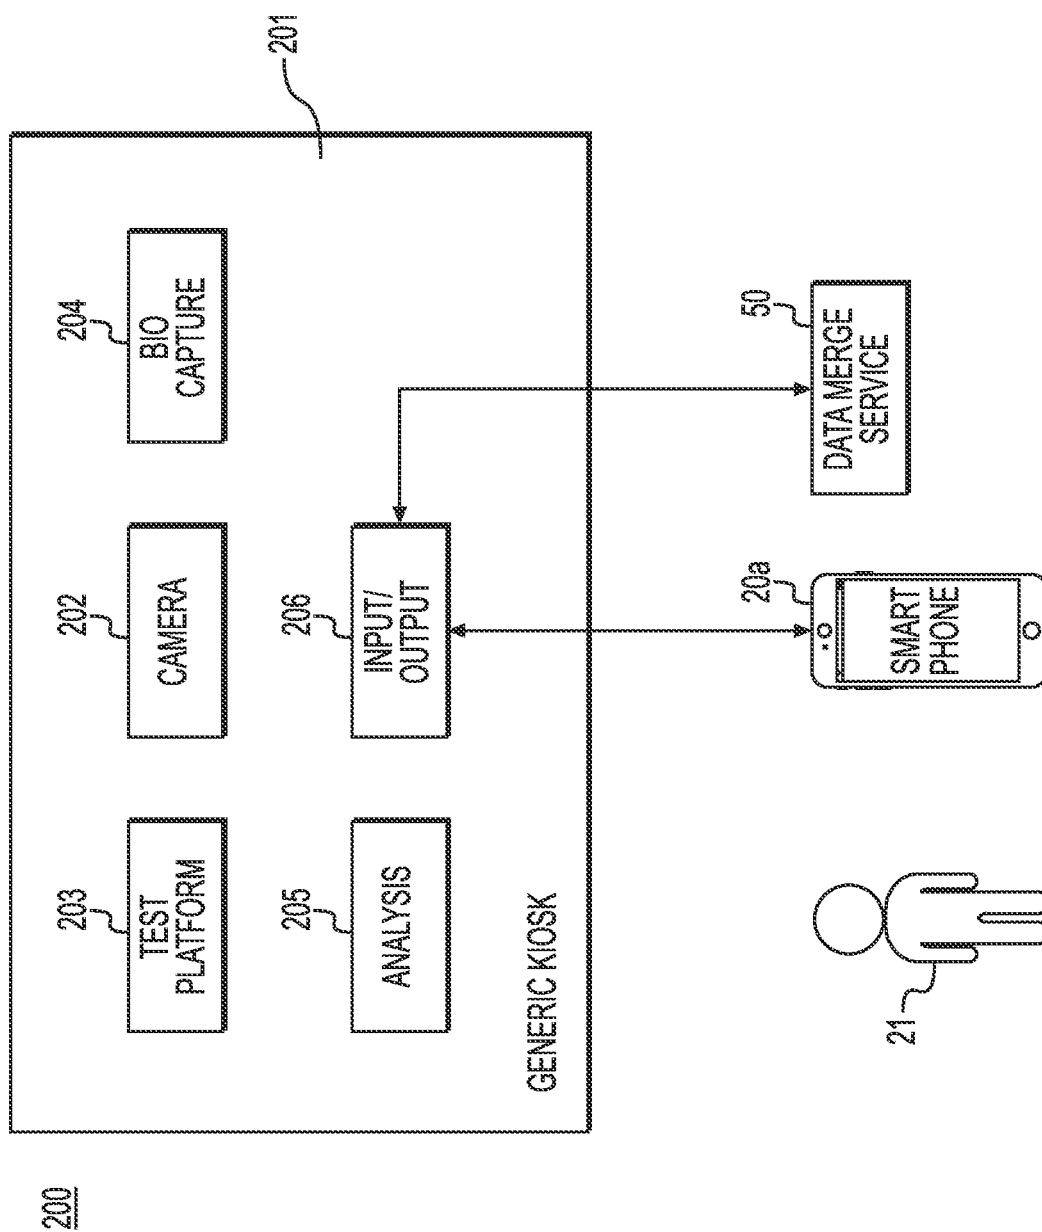 200
201
203
TEST
PLATFORM
202
CAMERA
204
BIO
CAPTURE
205
ANALYSIS
206
INPUT/
OUTPUT
GENERIC KIOSK
21
20a
SMART
PHONE
50
DATA MERGE
SERVICE